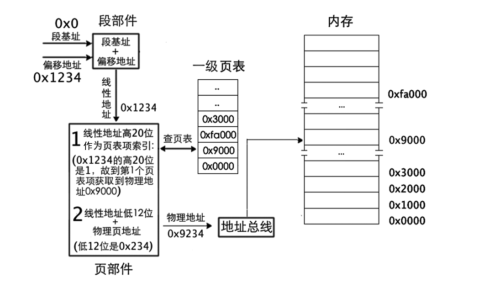 段部件
0x0
段基址
偏移地址
0x1234
段基址
+
偏移地址
线
性
地
址
0x1234
1 线性地址高20位
作为页表项索引:
(0x1234的高20位
是1，故到第1个页
表项获取到物理地
址0x9000)
2 线性地址低12位
+
物理页地址
(低12位是0x234)
页部件
查页表
一级页表
..
..
0x3000
0xfa000
0x9000
0x0000
物理地址
0x9234
地址总线
内存
...
0xfa000
0x9000
...
0x3000
0x2000
0x1000
0x0000